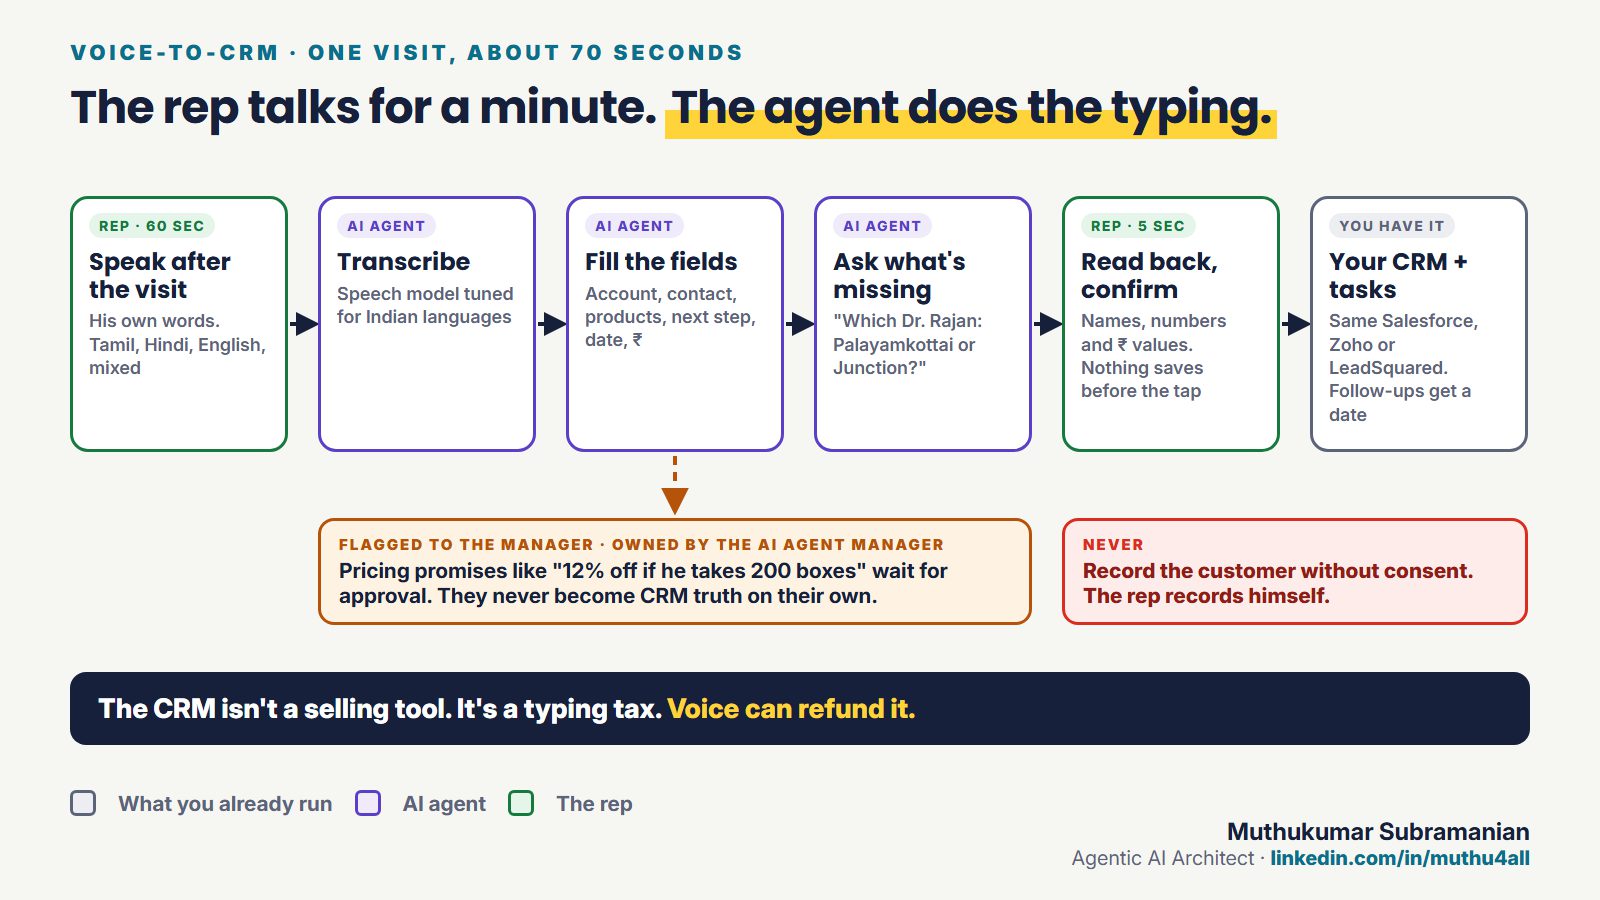 VOICE-TO-CRM · ONE VISIT, ABOUT 70 SECONDS
The rep talks for a minute. The agent does the typing.
REP · 60 SEC
Speak after
the visit
His own words.
Tamil, Hindi, English,
mixed
AI AGENT
Transcribe
Speech model tuned
for Indian languages
AI AGENT
Fill the fields
Account, contact,
products, next step,
date, ₹
AI AGENT
Ask what's
missing
"Which Dr. Rajan:
Palayamkottai or
Junction?"
REP · 5 SEC
Read back,
confirm
Names, numbers
and ₹ values.
Nothing saves
before the tap
YOU HAVE IT
Your CRM +
tasks
Same Salesforce,
Zoho or
LeadSquared.
Follow-ups get a
date
FLAGGED TO THE MANAGER · OWNED BY THE AI AGENT MANAGER
Pricing promises like "12% off if he takes 200 boxes" wait for
approval. They never become CRM truth on their own.
NEVER
Record the customer without consent.
The rep records himself.
The CRM isn't a selling tool. It's a typing tax. Voice can refund it.
What you already run
AI agent
The rep
Muthukumar Subramanian
Agentic AI Architect · linkedin.com/in/muthu4all